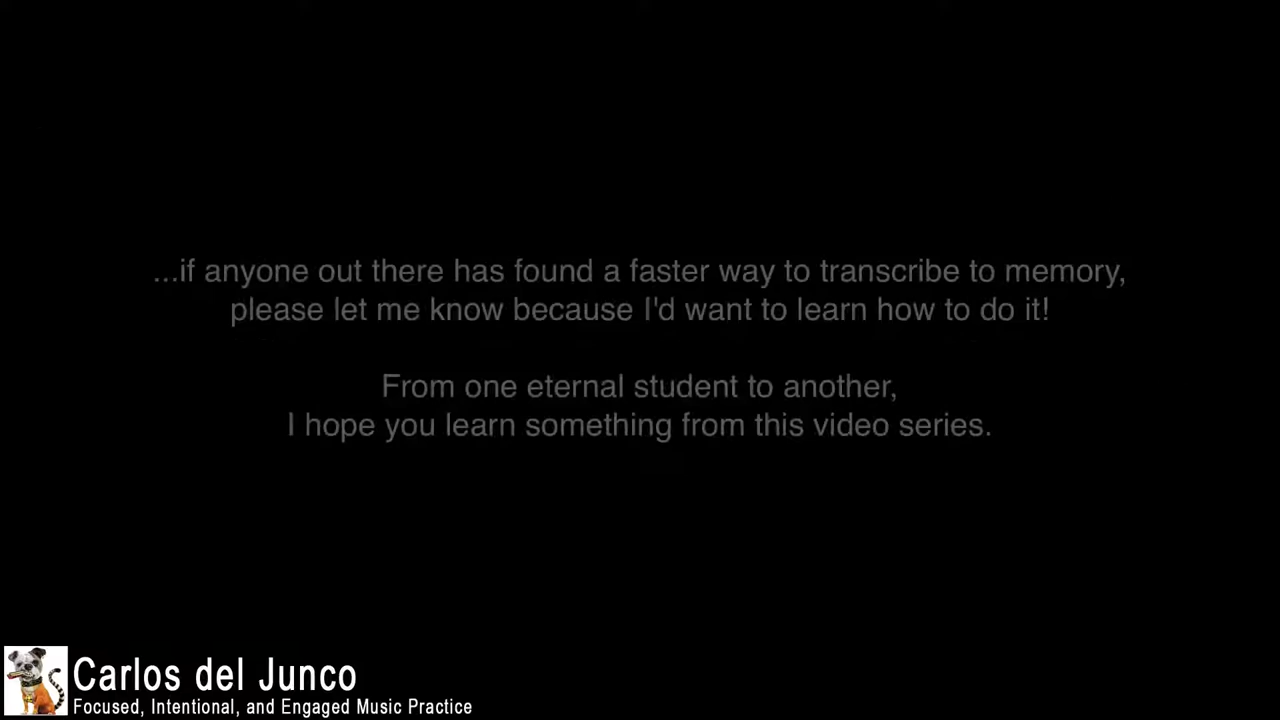 ...if anyone out there has found a faster way to transcribe to memory,
please let me know because I'd want to learn how to do it!
From one eternal student to another,
I hope you learn something from this video series.
Carlos del Junco
Focused, Intentional, and Engaged Music Practice